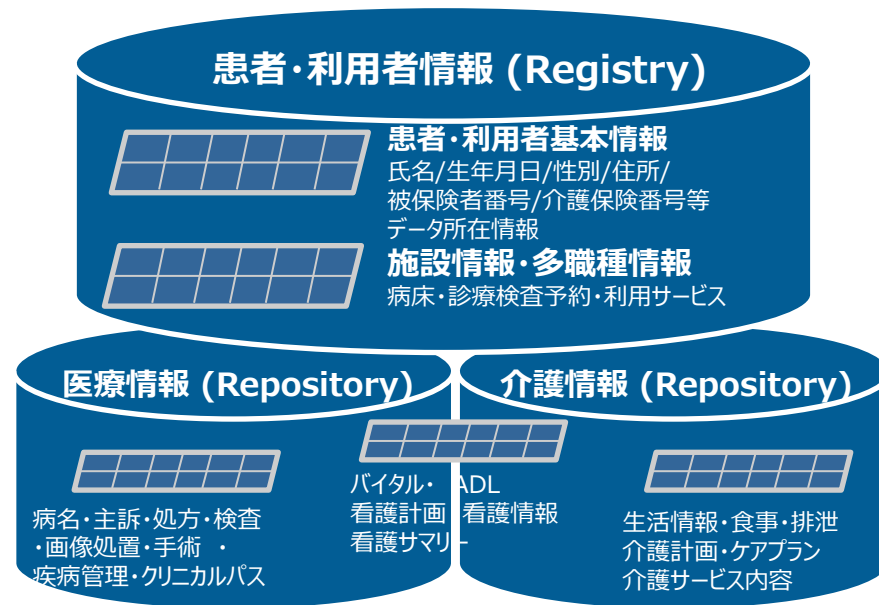 患者・利用者情報 (Registry)
患者・利用者基本情報
氏名/生年月日/性別/住所/
被保険者番号/介護保険番号等
データ所在情報
施設情報・多職種情報
病床・診療検査予約・利用サービス
医療情報 (Repository)
介護情報 (Repository)
病名・主訴・処方・検査
・画像処置・手術 ・
疾病管理・クリニカルパス
バイタル・ ADL
看護計画 看護情報
看護サマリー
生活情報・食事・排泄
介護計画・ケアプラン
介護サービス内容